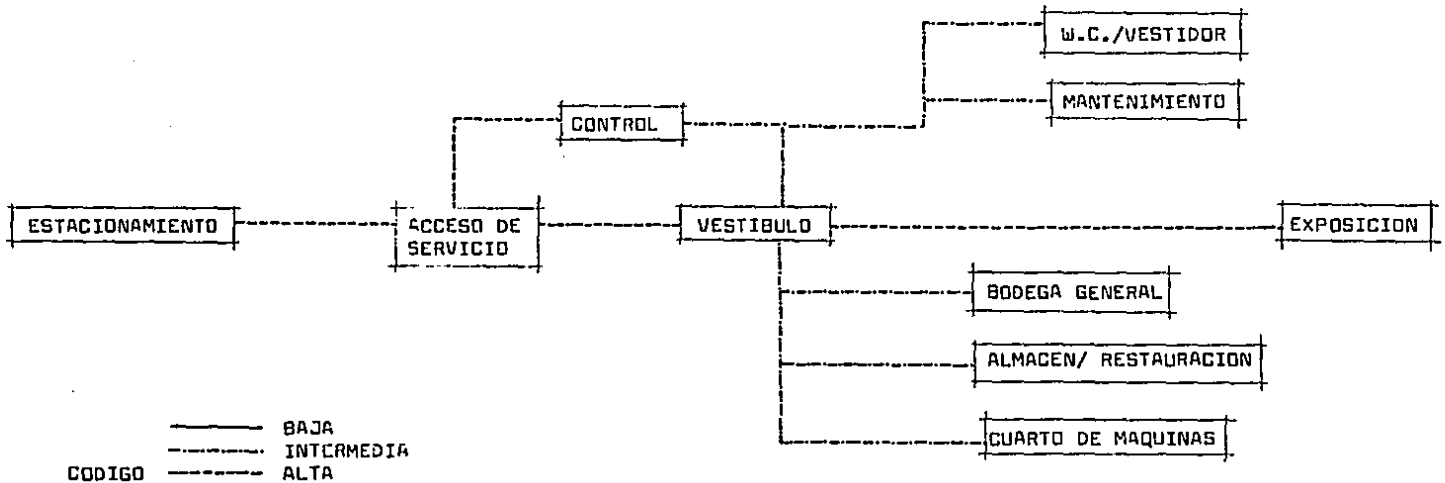 W.C./VESTIDOR
MANTENIMIENTO
CONTROL
ESTACIONAMIENTO
ACCESO DE
SERVICIO
VESTIBULO
EXPOSICION
BODEGA GENERAL
ALMACEN/ RESTAURACION
CUARTO DE MAQUINAS
BAJA
INTERMEDIA
CODIGO ALTA